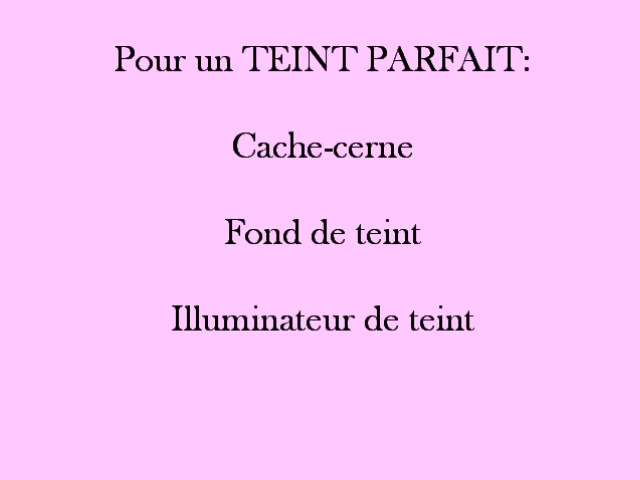 Pour un TEINT PARFAIT:
Cache-cerne
Fond de teint
Illuminateur de teint